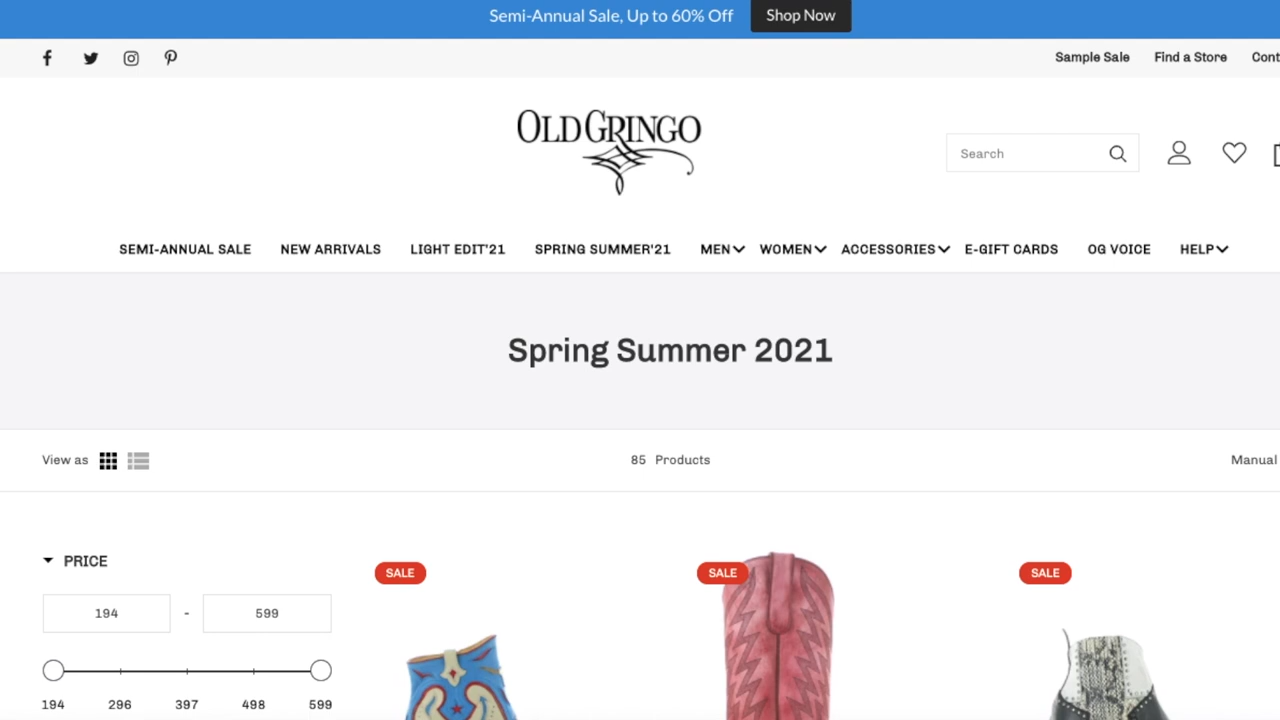 Semi-Annual Sale, Up to 60% Off Shop Now
Sample Sale Find a Store Cont
OLD GRINGO
Search
SEMI-ANNUAL SALE NEW ARRIVALS LIGHT EDIT'21 SPRING SUMMER'21 MEN WOMEN ACCESSORIES E-GIFT CARDS OG VOICE HELP
Spring Summer 2021
View as 85 Products Manual
PRICE
SALE SALE SALE
194 - 599
194 296 397 498 599